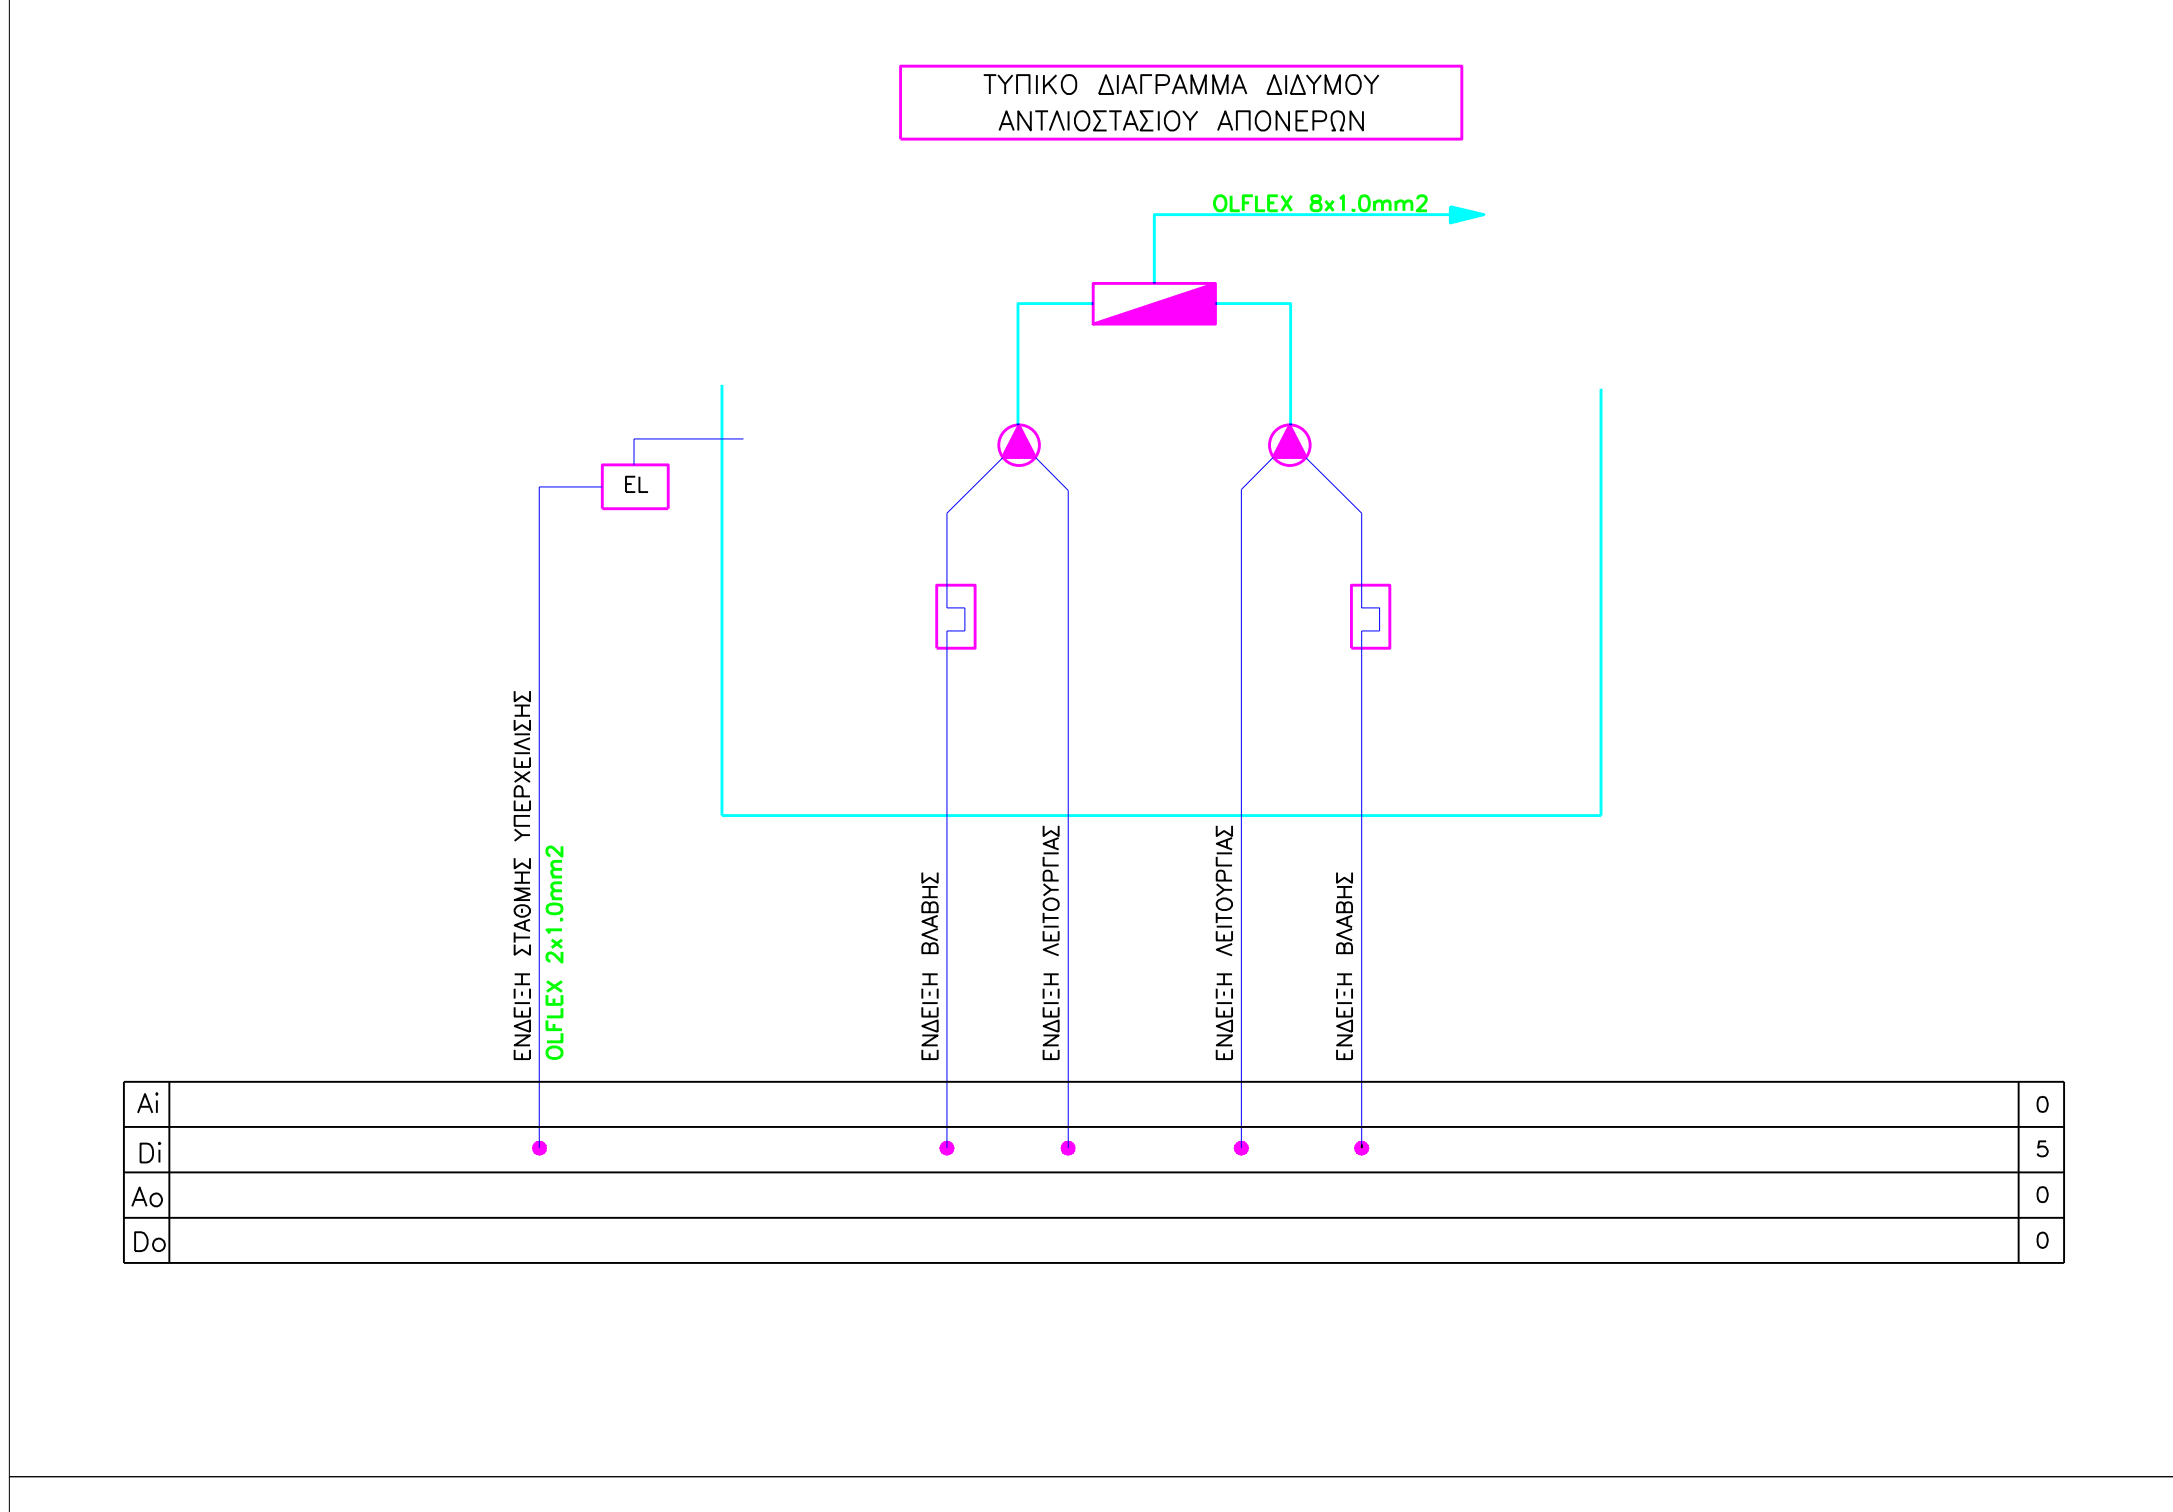 ΤΥΠΙΚΟ ΔΙΑΓΡΑΜΜΑ ΔΙΔΥΜΟΥ
ΑΝΤΛΙΟΣΤΑΣΙΟΥ ΑΠΟΝΕΡΩΝ
OLFLEX 8x1.0mm2
EL
ΕΝΔΕΙΞΗ ΣΤΑΘΜΗΣ ΥΠΕΡΧΕΙΛΙΣΗΣ
OLFLEX 2x1.0mm2
ΕΝΔΕΙΞΗ ΒΛΑΒΗΣ
ΕΝΔΕΙΞΗ ΛΕΙΤΟΥΡΓΙΑΣ
ΕΝΔΕΙΞΗ ΛΕΙΤΟΥΡΓΙΑΣ
ΕΝΔΕΙΞΗ ΒΛΑΒΗΣ
Ai 0
Di 5
Ao 0
Do 0